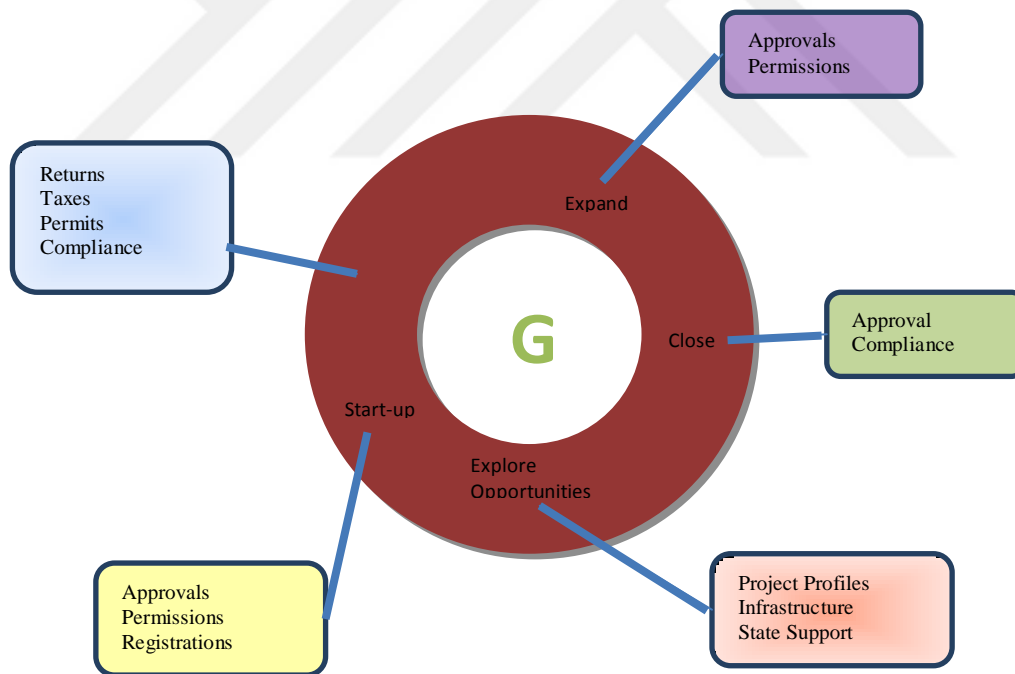 Approvals
Permissions
Returns
Taxes
Permits
Compliance
Expand
G
Close
Approval
Compliance
Start-up
Explore
Opportunities
Approvals
Permissions
Registrations
Project Profiles
Infrastructure
State Support